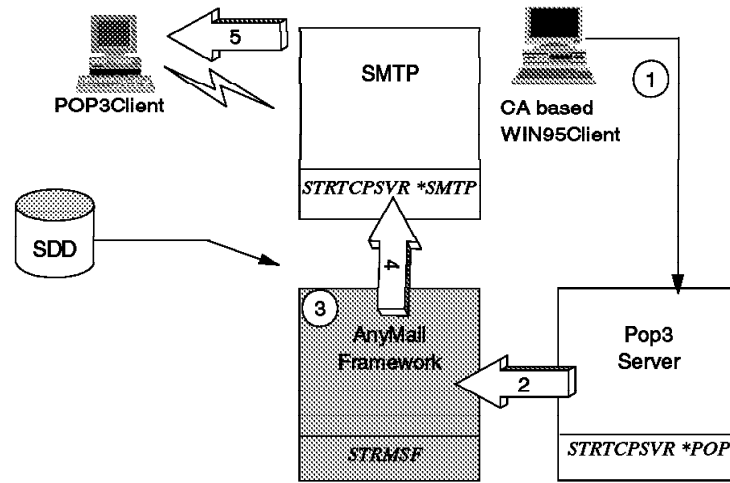 5
SMTP
POP3Client
CA based
WIN95Client
1
STRTCPSVR *SMTP
SDD
4
3
AnyMail
Framework
Pop3
Server
2
STRMSF
STRTCPSVR *POP